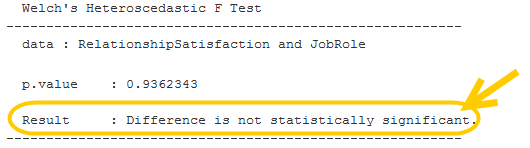 Welch's Heteroscedastic F Test
---------------------------------------------------------
data : RelationshipSatisfaction and JobRole
p.value    : 0.9362343
Result     : Difference is not statistically significant.
---------------------------------------------------------